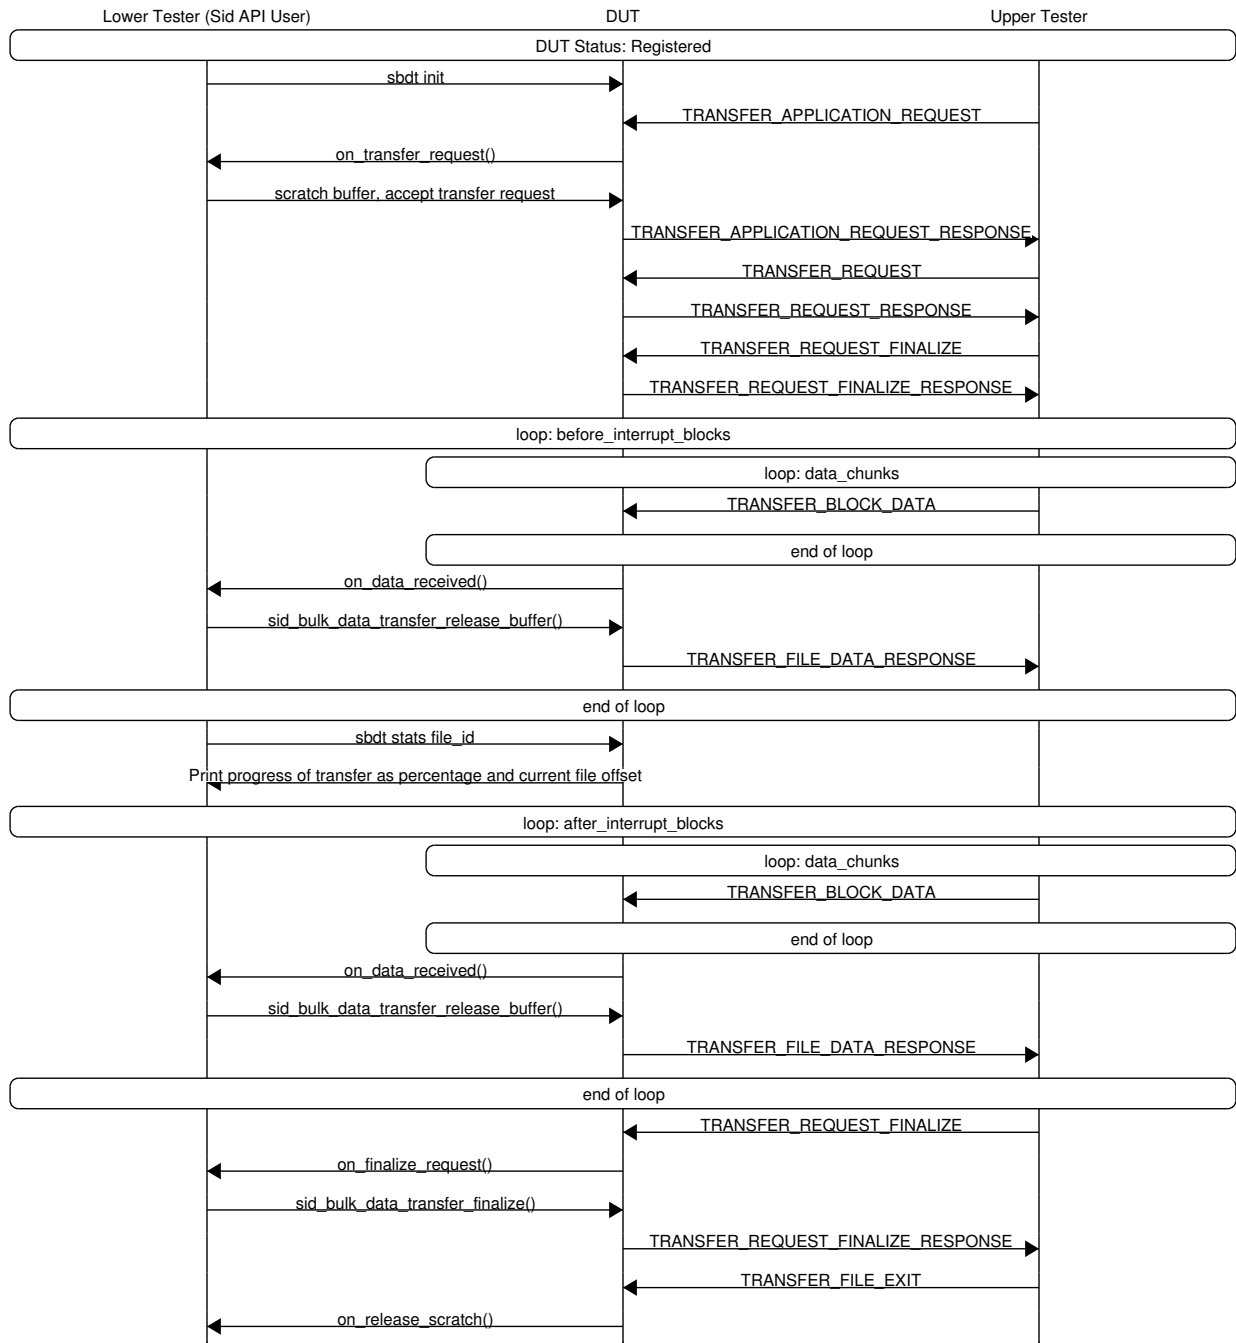 Lower Tester (Sid API User) DUT Upper Tester
DUT Status: Registered
sbdt init
TRANSFER_APPLICATION_REQUEST
on_transfer_request()
scratch buffer, accept transfer request
TRANSFER_APPLICATION_REQUEST_RESPONSE
TRANSFER_REQUEST
TRANSFER_REQUEST_RESPONSE
TRANSFER_REQUEST_FINALIZE
TRANSFER_REQUEST_FINALIZE_RESPONSE
loop: before_interrupt_blocks
loop: data_chunks
TRANSFER_BLOCK_DATA
end of loop
on_data_received()
sid_bulk_data_transfer_release_buffer()
TRANSFER_FILE_DATA_RESPONSE
end of loop
sbdt stats file_id
Print progress of transfer as percentage and current file offset
loop: after_interrupt_blocks
loop: data_chunks
TRANSFER_BLOCK_DATA
end of loop
on_data_received()
sid_bulk_data_transfer_release_buffer()
TRANSFER_FILE_DATA_RESPONSE
end of loop
TRANSFER_REQUEST_FINALIZE
on_finalize_request()
sid_bulk_data_transfer_finalize()
TRANSFER_REQUEST_FINALIZE_RESPONSE
TRANSFER_FILE_EXIT
on_release_scratch()